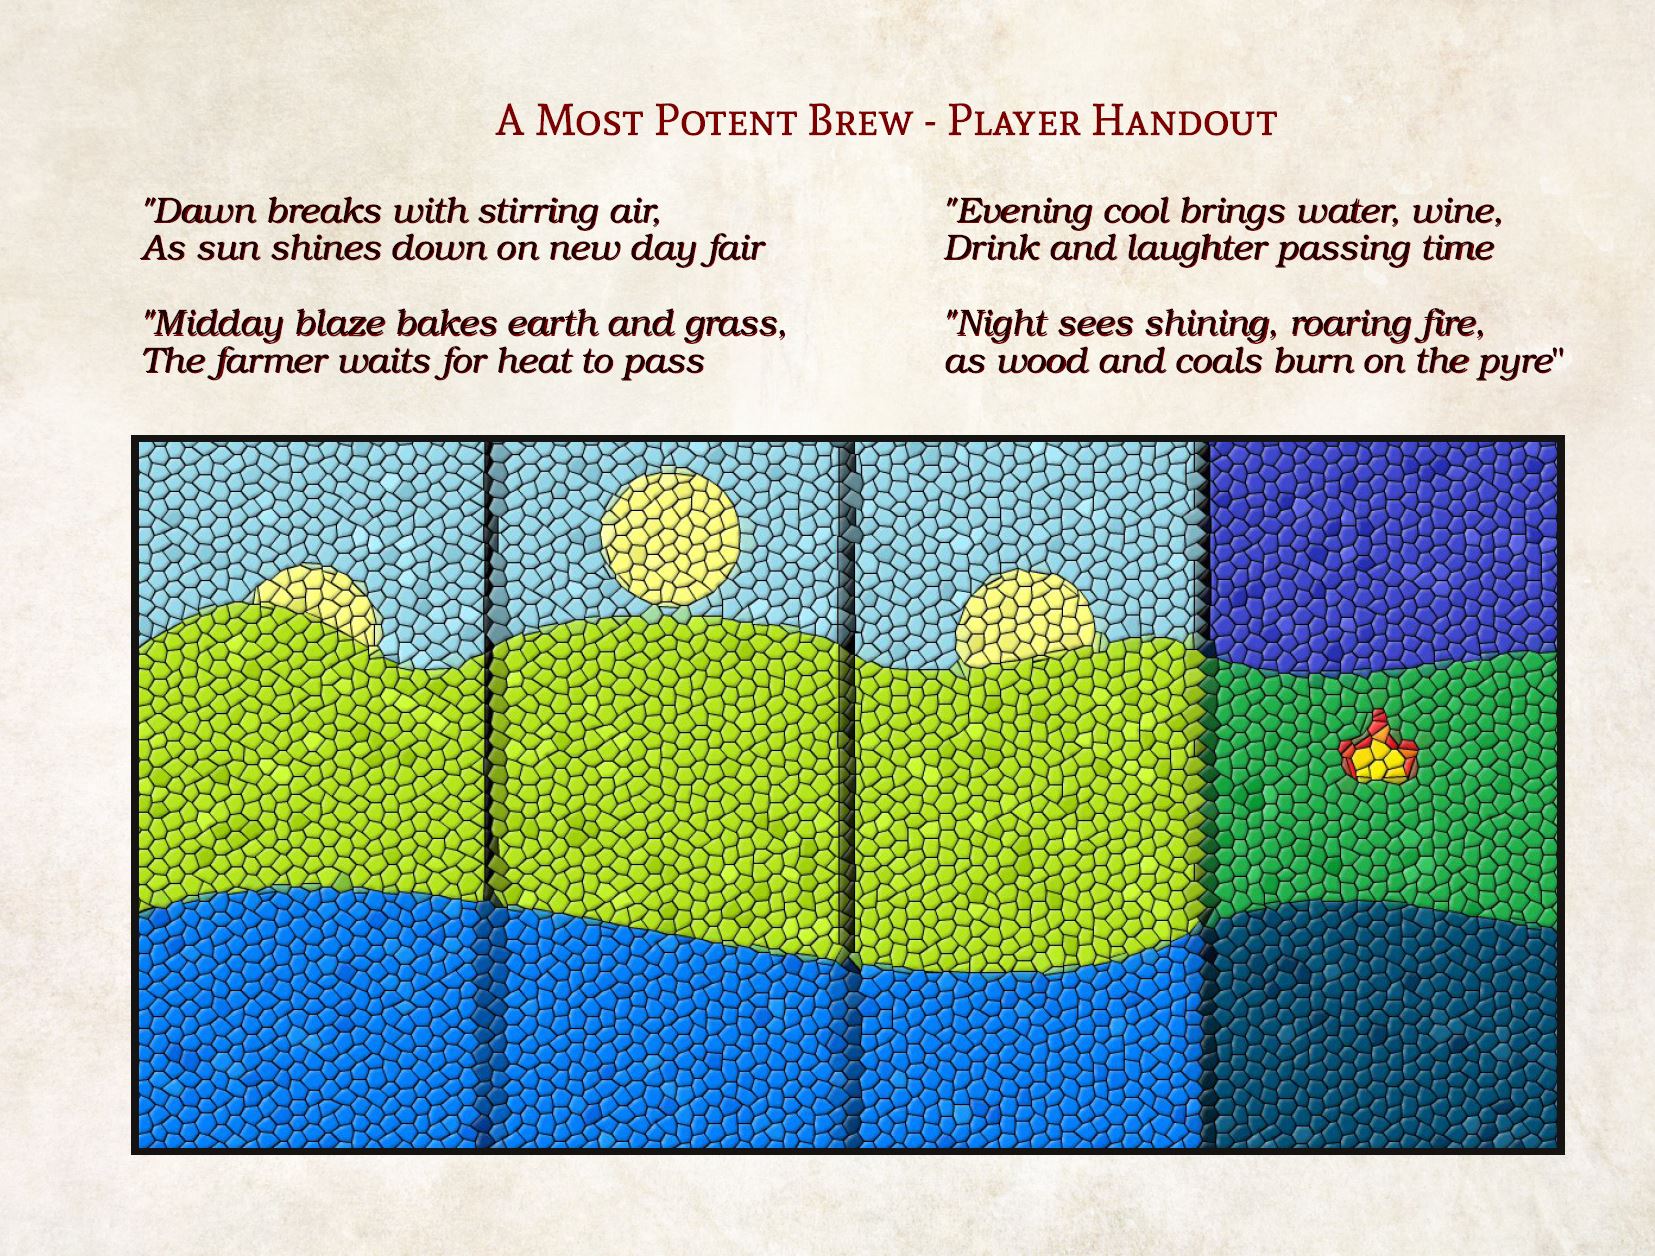 A Most Potent Brew - Player Handout
"Dawn breaks with stirring air,
As sun shines down on new day fair
"Midday blaze bakes earth and grass,
The farmer waits for heat to pass
"Evening cool brings water, wine,
Drink and laughter passing time
"Night sees shining, roaring fire,
as wood and coals burn on the pyre"